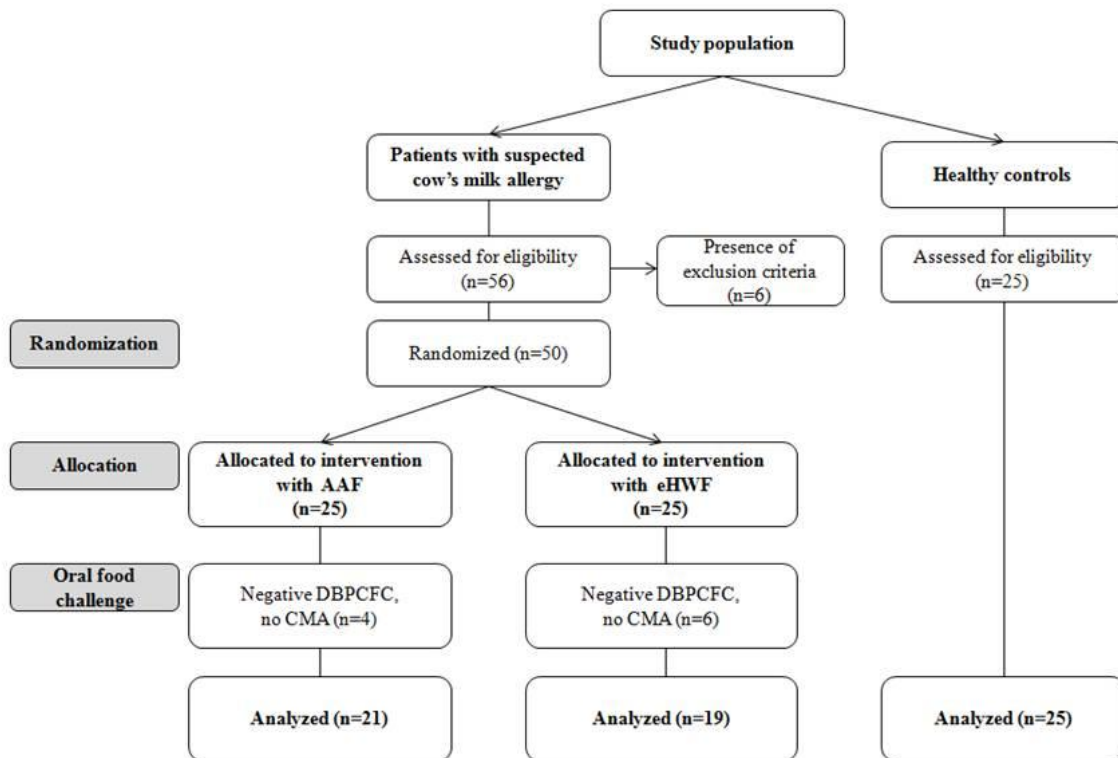 Study population
Patients with suspected
cow's milk allergy
Healthy controls
Assessed for eligibility
(n=56)
Presence of
exclusion criteria
(n=6)
Assessed for eligibility
(n=25)
Randomization
Randomized (n=50)
Allocation
Allocated to intervention
with AAF
(n=25)
Allocated to intervention
with eHWF
(n=25)
Oral food
challenge
Negative DBPCFC,
no CMA (n=4)
Negative DBPCFC,
no CMA (n=6)
Analyzed (n=21)
Analyzed (n=19)
Analyzed (n=25)